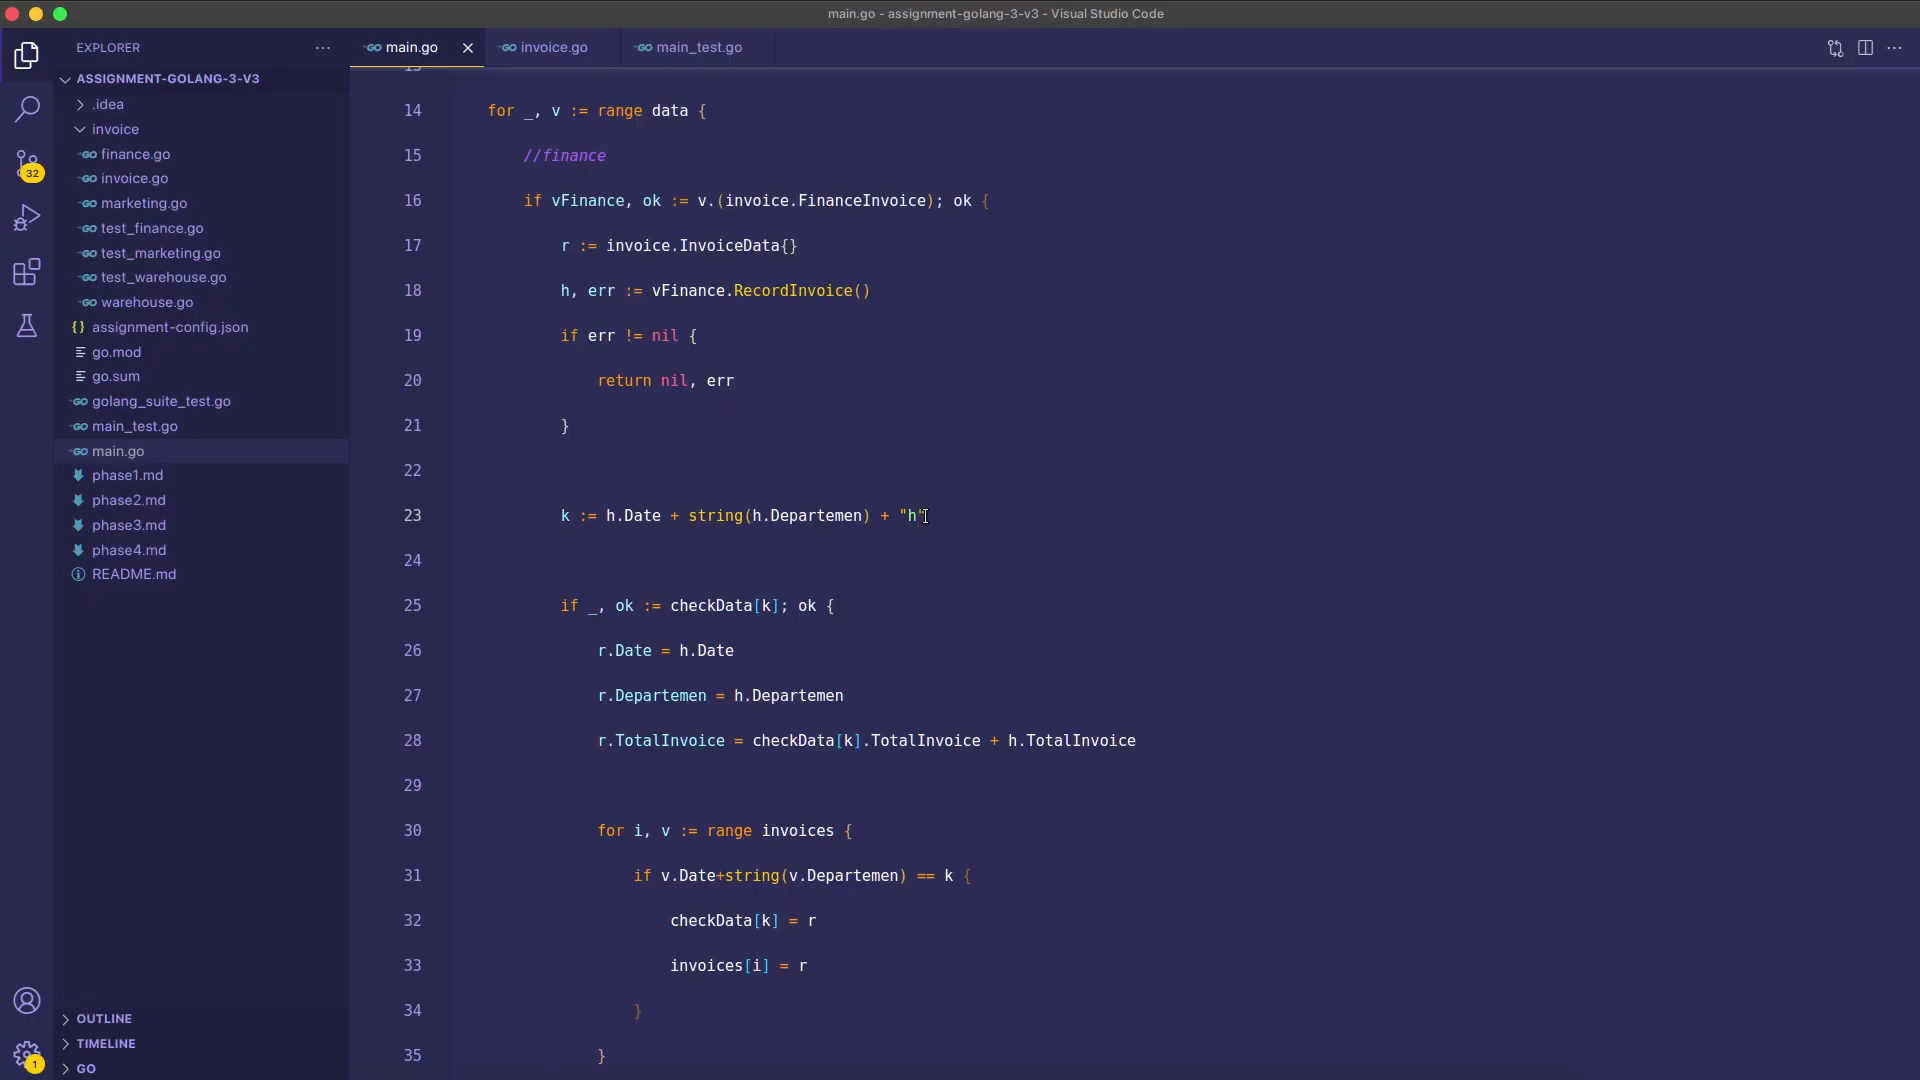 main.go - assignment-golang-3-v3 - Visual Studio Code
EXPLORER
ASSIGNMENT-GOLANG-3-V3
.idea
invoice
finance.go
invoice.go
marketing.go
test_finance.go
test_marketing.go
test_warehouse.go
warehouse.go
{} assignment-config.json
go.mod
go.sum
golang_suite_test.go
main_test.go
main.go
phase1.md
phase2.md
phase3.md
phase4.md
README.md
OUTLINE
TIMELINE
GO
32
1
main.go
invoice.go
main_test.go
14 for _, v := range data {
15 //finance
16 if vFinance, ok := v.(invoice.FinanceInvoice); ok {
17 r := invoice.InvoiceData{}
18 h, err := vFinance.RecordInvoice()
19 if err != nil {
20 return nil, err
21 }
22
23 k := h.Date + string(h.Departemen) + "h"
24
25 if _, ok := checkData[k]; ok {
26 r.Date = h.Date
27 r.Departemen = h.Departemen
28 r.TotalInvoice = checkData[k].TotalInvoice + h.TotalInvoice
29
30 for i, v := range invoices {
31 if v.Date+string(v.Departemen) == k {
32 checkData[k] = r
33 invoices[i] = r
34 }
35 }